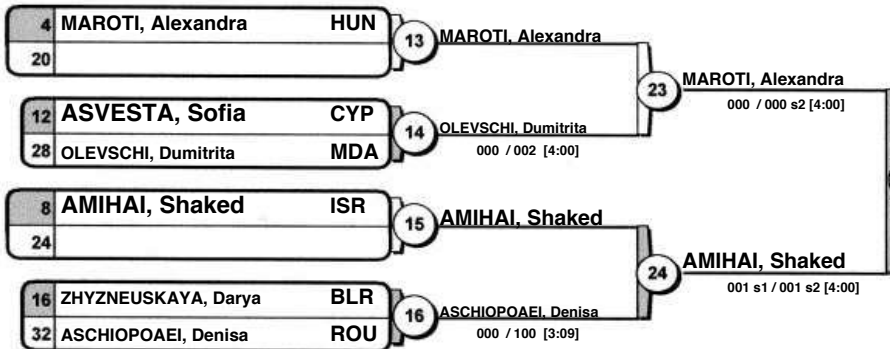 4 MAROTI, Alexandra HUN
20
13 MAROTI, Alexandra
12 ASVESTA, Sofia CYP
28 OLEVSCHI, Dumitrita MDA
14 OLEVSCHI, Dumitrita
000 / 002 [4:00]
23 MAROTI, Alexandra
000 / 000 s2 [4:00]
8 AMIHAI, Shaked ISR
24
15 AMIHAI, Shaked
16 ZHYZNEUSKAYA, Darya BLR
32 ASCHIOPOAEI, Denisa ROU
16 ASCHIOPOAEI, Denisa
000 / 100 [3:09]
24 AMIHAI, Shaked
001 s1 / 001 s2 [4:00]